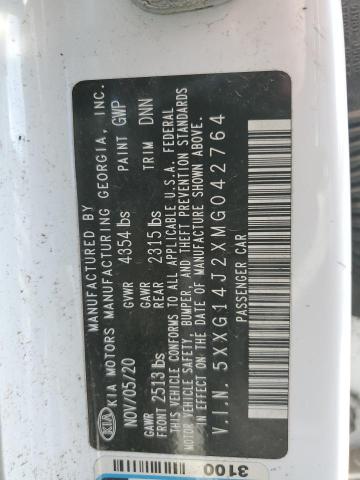 MANUFACTURED BY
KIA KIA MOTORS MANUFACTURING GEORGIA, INC.
NOV/05/20 GVWR 4354 lbs PAINT GWP
GAWR FRONT 2513 lbs GAWR REAR 2315 lbs TRIM DNN
THIS VEHICLE CONFORMS TO ALL APPLICABLE U.S.A. FEDERAL
MOTOR VEHICLE SAFETY, BUMPER, AND THEFT PREVENTION STANDARDS
IN EFFECT ON THE DATE OF MANUFACTURE SHOWN ABOVE.
V.I.N. 5XXG14J2XMG042764
PASSENGER CAR
3100